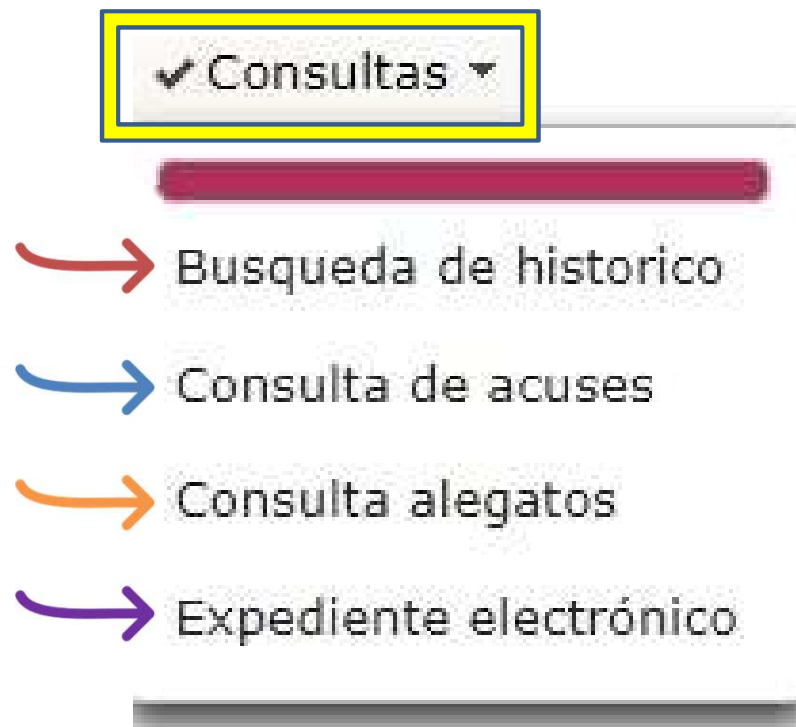 Consultas
Busqueda de historico
Consulta de acuses
Consulta alegatos
Expediente electrónico